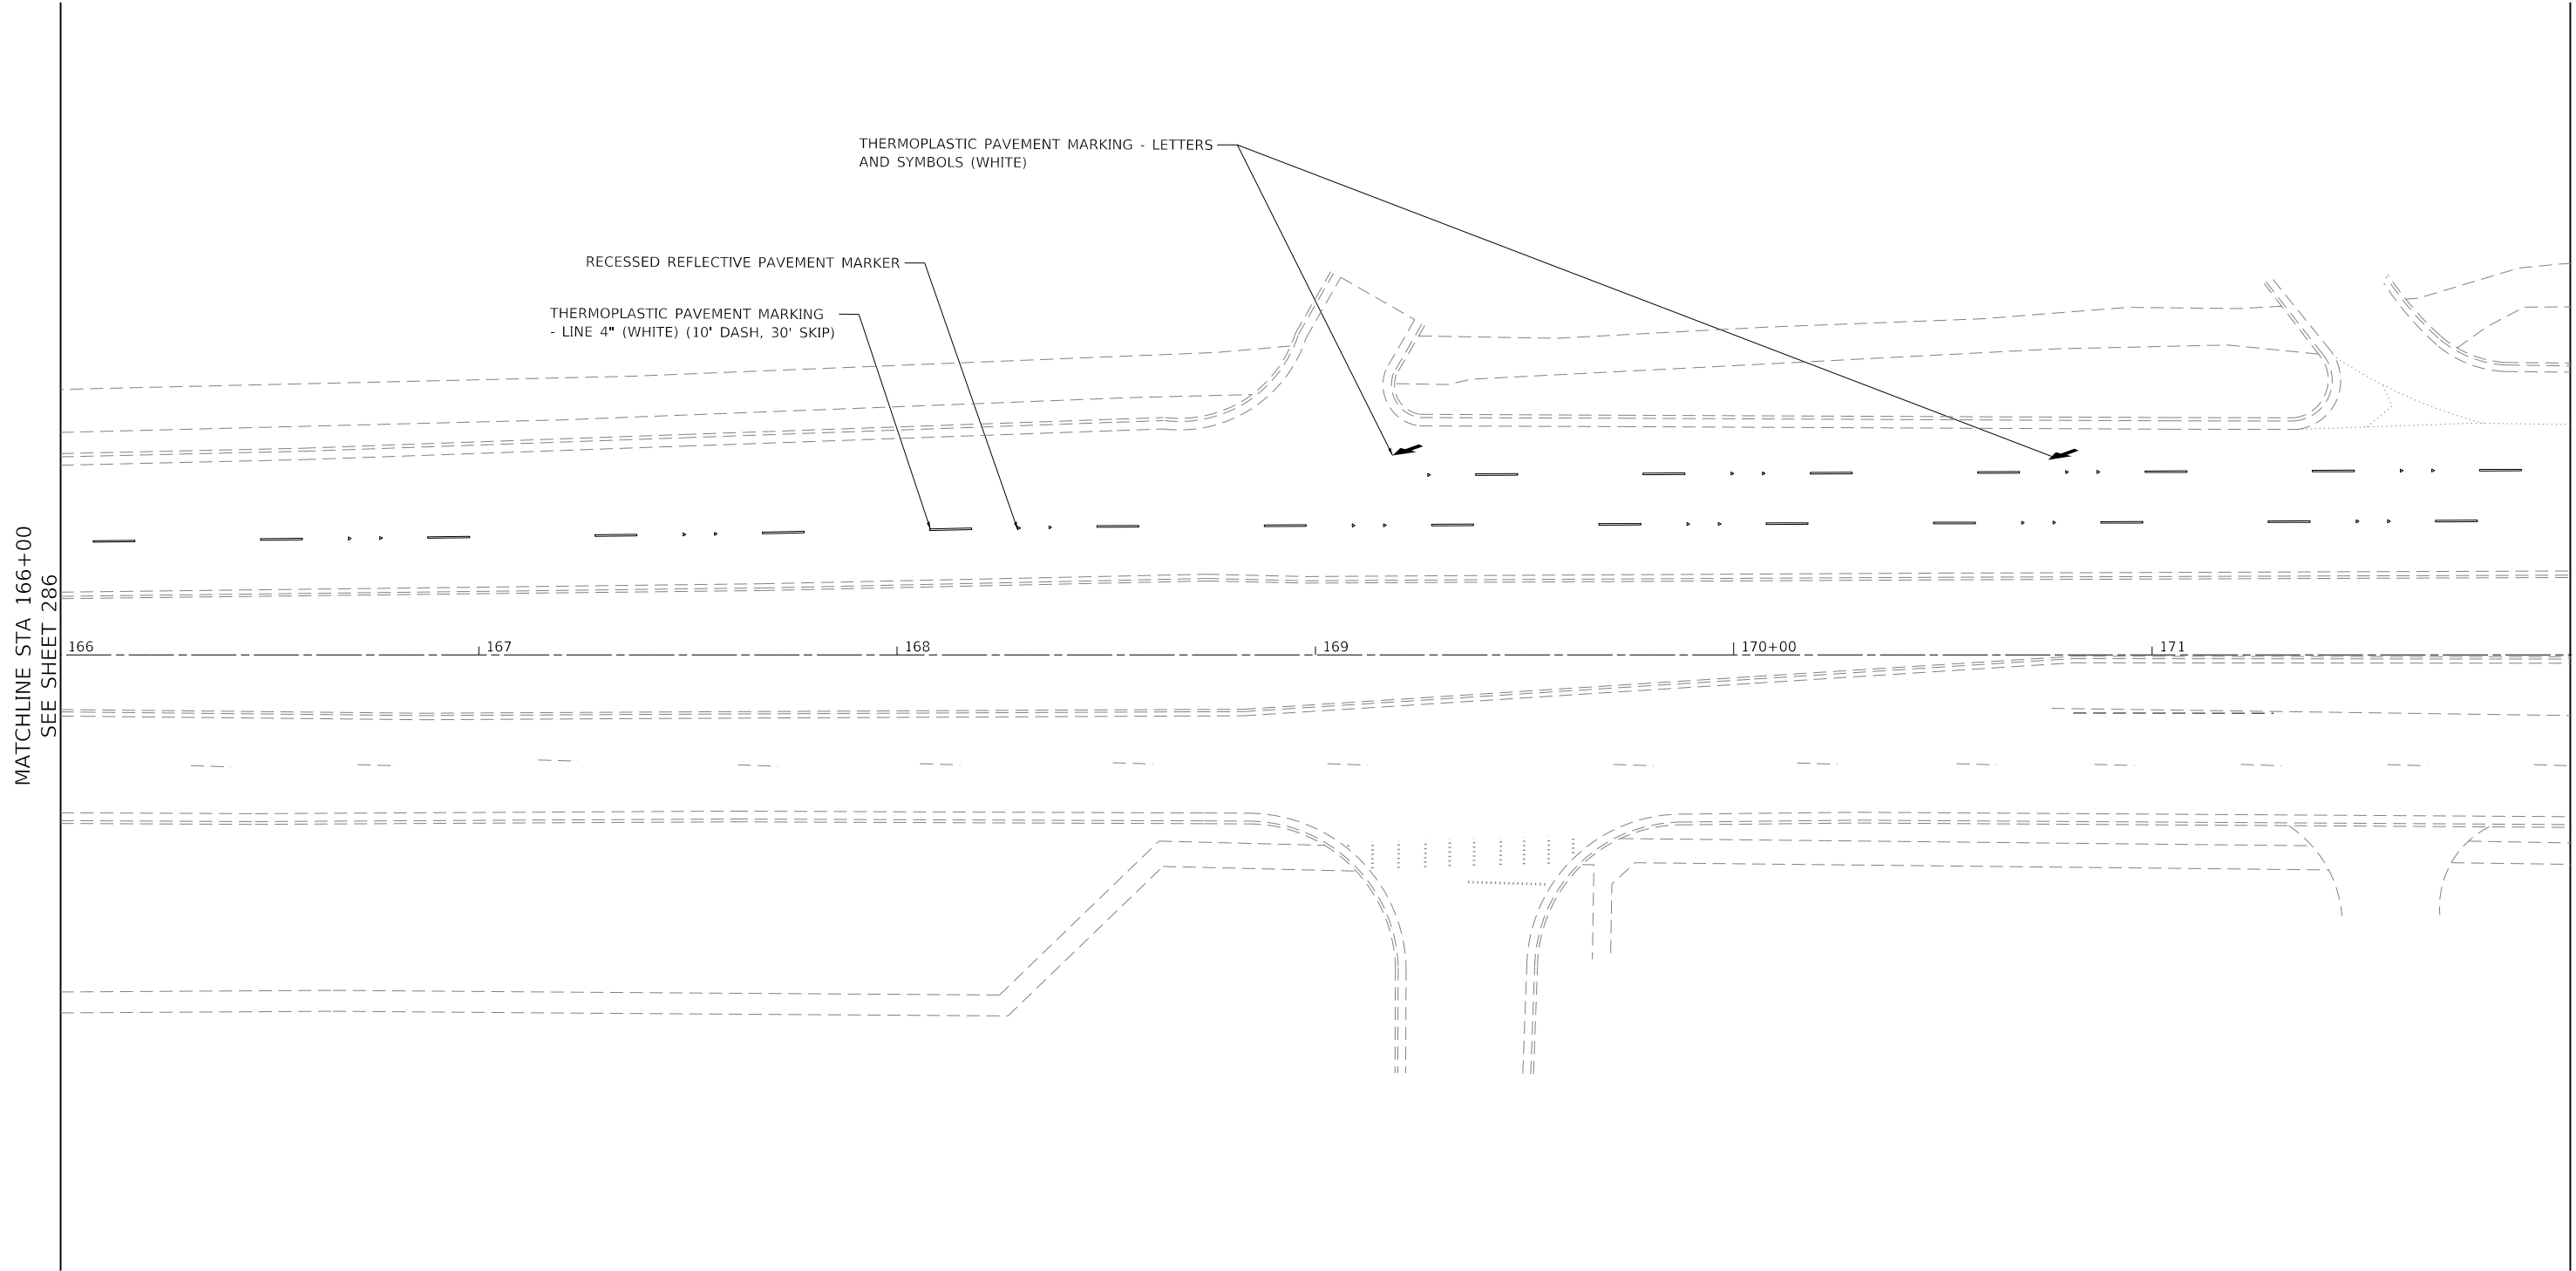 THERMOPLASTIC PAVEMENT MARKING - LETTERS
AND SYMBOLS (WHITE)
RECESSED REFLECTIVE PAVEMENT MARKER
THERMOPLASTIC PAVEMENT MARKING
- LINE 4" (WHITE) (10' DASH, 30' SKIP)
MATCHLINE STA 166+00
SEE SHEET 286
166
167
168
169
170+00
171